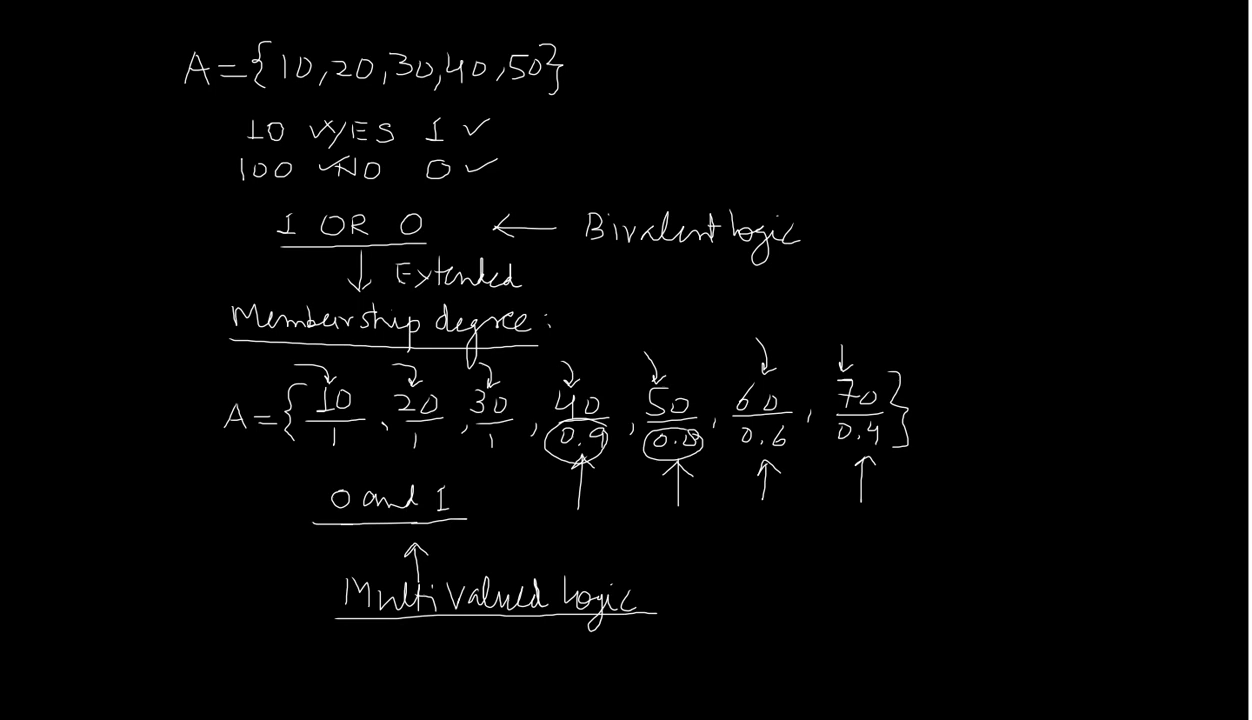 A={10,20,30,40,50}
10 ✓YES 1 ✓
100 ✓NO 0 ✓
1 OR 0 ← Bivalent logic
↓ Extended
Membership degree:
A={10/1, 20/1, 30/1, 40/0.9, 50/0.8, 60/0.6, 70/0.4}
0 and 1
↑
Multivalued Logic